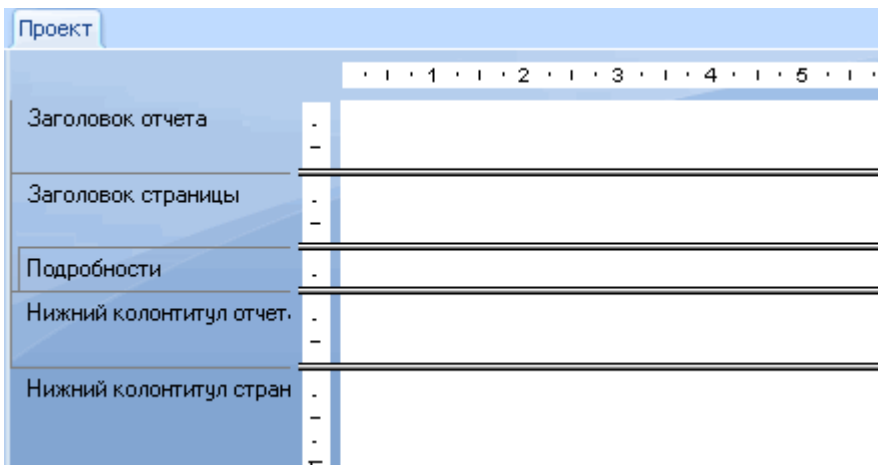 Проект
1 2 3 4 5
Заголовок отчета
Заголовок страницы
Подробности
Нижний колонтитул отчет
Нижний колонтитул стран